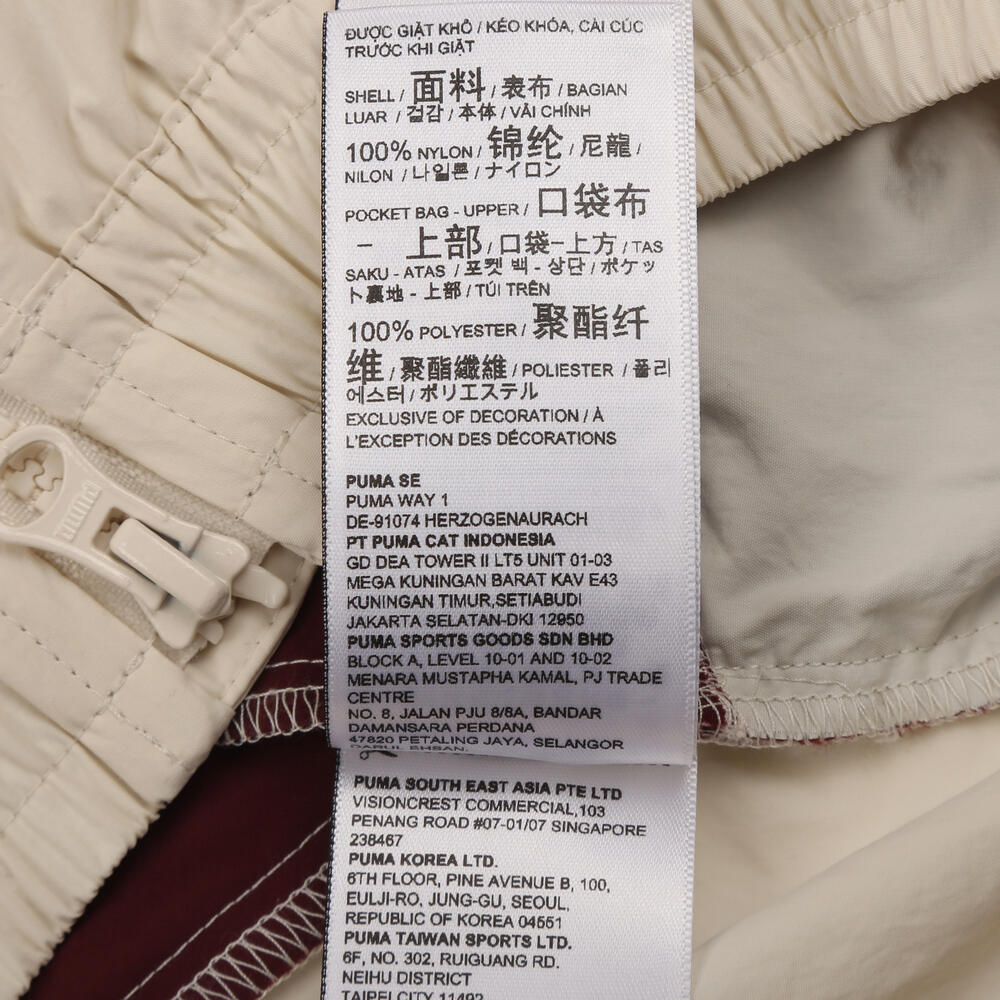 ĐƯỢC GIẶT KHÔ / KÉO KHÓA, CÀI CÚC
TRƯỚC KHI GIẶT
SHELL / 面料 / 表布 / BAGIAN
LUAR / 겉감 / 本体 / VẢI CHÍNH
100% NYLON / 锦纶 / 尼龍 /
NILON / 나일론 / ナイロン
POCKET BAG - UPPER / 口袋布
- 上部 / 口袋-上方 / TAS
SAKU - ATAS / 포켓 백 - 상단 / ポケッ
ト裏地 - 上部 / TÚI TRÊN
100% POLYESTER / 聚酯纤
维 / 聚酯纖維 / POLIESTER / 폴리
에스터 / ポリエステル
EXCLUSIVE OF DECORATION / À
L'EXCEPTION DES DÉCORATIONS
PUMA SE
PUMA WAY 1
DE-91074 HERZOGENAURACH
PT PUMA CAT INDONESIA
GD DEA TOWER II LT5 UNIT 01-03
MEGA KUNINGAN BARAT KAV E43
KUNINGAN TIMUR,SETIABUDI
JAKARTA SELATAN-DKI 12950
PUMA SPORTS GOODS SDN BHD
BLOCK A, LEVEL 10-01 AND 10-02
MENARA MUSTAPHA KAMAL, PJ TRADE
CENTRE
NO. 8, JALAN PJU 8/8A, BANDAR
DAMANSARA PERDANA
47820 PETALING JAYA, SELANGOR
DARUL EHSAN.
PUMA SOUTH EAST ASIA PTE LTD
VISIONCREST COMMERCIAL,103
PENANG ROAD #07-01/07 SINGAPORE
238467
PUMA KOREA LTD.
6TH FLOOR, PINE AVENUE B, 100,
EULJI-RO, JUNG-GU, SEOUL,
REPUBLIC OF KOREA 04551
PUMA TAIWAN SPORTS LTD.
6F, NO. 302, RUIGUANG RD.
NEIHU DISTRICT
TAIPEI CITY 11492
PUMA